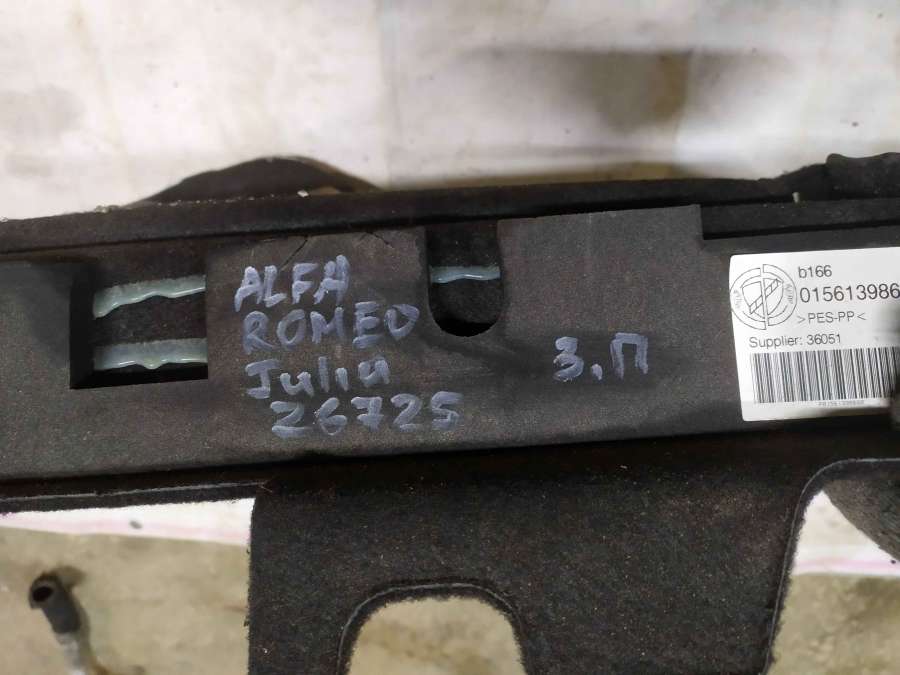 ALFA
ROMEO
Julia
26725
З.П
b166
015613986
>PES-PP<
Supplier: 36051